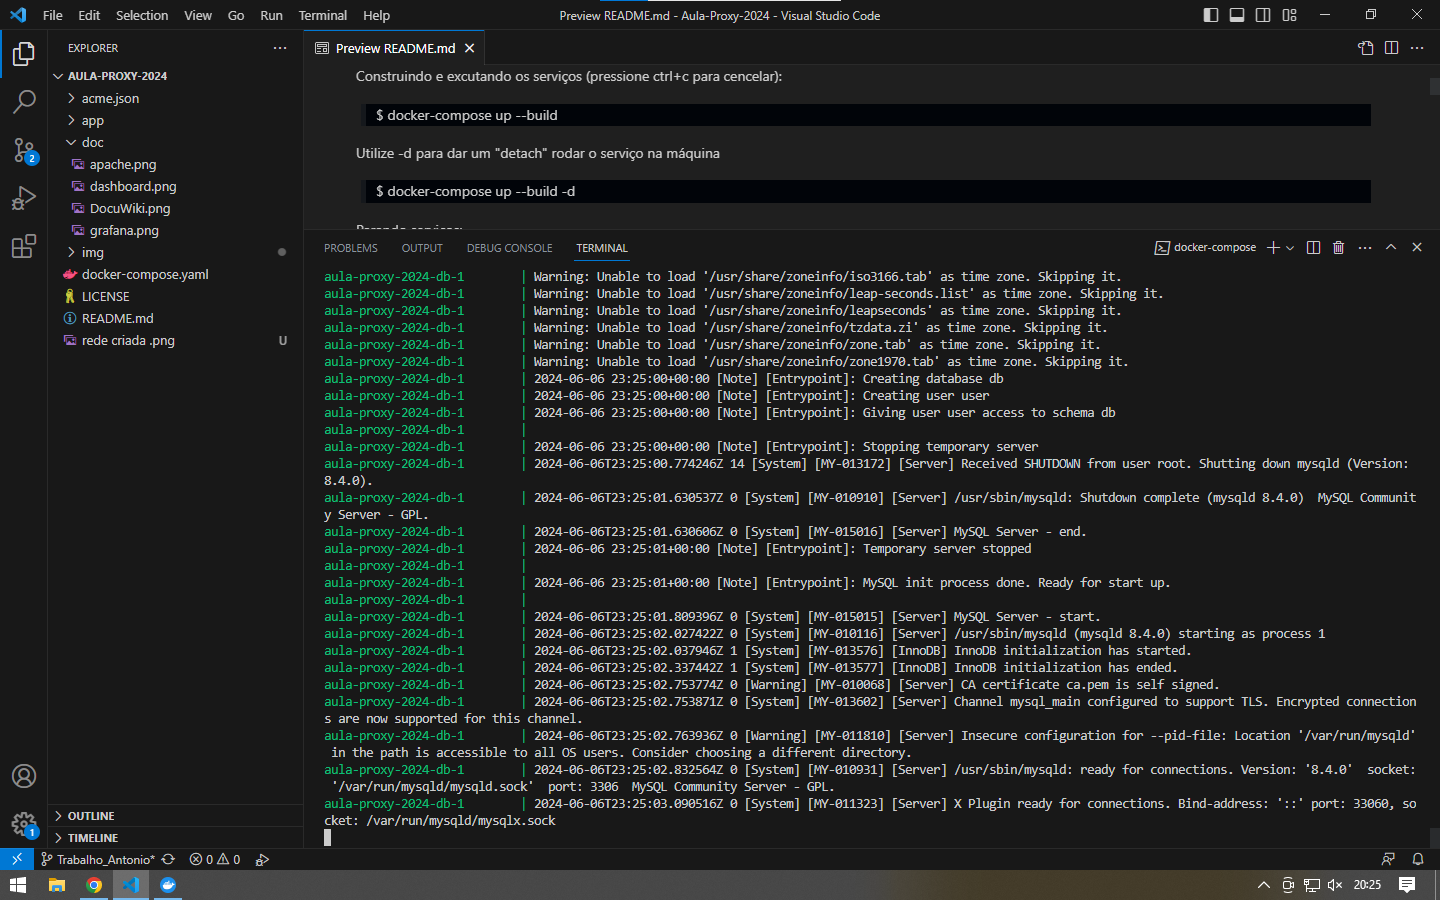 File Edit Selection View Go Run Terminal Help
Preview README.md - Aula-Proxy-2024 - Visual Studio Code
EXPLORER
AULA-PROXY-2024
acme.json
app
doc
apache.png
dashboard.png
DocuWiki.png
grafana.png
img
docker-compose.yaml
LICENSE
README.md
rede criada .png U
OUTLINE
TIMELINE
2
1
Preview README.md
Construindo e excutando os serviços (pressione ctrl+c para cencelar):
$ docker-compose up --build
Utilize -d para dar um "detach" rodar o serviço na máquina
$ docker-compose up --build -d
Parando serviços:
PROBLEMS OUTPUT DEBUG CONSOLE TERMINAL
docker-compose
aula-proxy-2024-db-1 | Warning: Unable to load '/usr/share/zoneinfo/iso3166.tab' as time zone. Skipping it.
aula-proxy-2024-db-1 | Warning: Unable to load '/usr/share/zoneinfo/leap-seconds.list' as time zone. Skipping it.
aula-proxy-2024-db-1 | Warning: Unable to load '/usr/share/zoneinfo/leapseconds' as time zone. Skipping it.
aula-proxy-2024-db-1 | Warning: Unable to load '/usr/share/zoneinfo/tzdata.zi' as time zone. Skipping it.
aula-proxy-2024-db-1 | Warning: Unable to load '/usr/share/zoneinfo/zone.tab' as time zone. Skipping it.
aula-proxy-2024-db-1 | Warning: Unable to load '/usr/share/zoneinfo/zone1970.tab' as time zone. Skipping it.
aula-proxy-2024-db-1 | 2024-06-06 23:25:00+00:00 [Note] [Entrypoint]: Creating database db
aula-proxy-2024-db-1 | 2024-06-06 23:25:00+00:00 [Note] [Entrypoint]: Creating user user
aula-proxy-2024-db-1 | 2024-06-06 23:25:00+00:00 [Note] [Entrypoint]: Giving user user access to schema db
aula-proxy-2024-db-1 |
aula-proxy-2024-db-1 | 2024-06-06 23:25:00+00:00 [Note] [Entrypoint]: Stopping temporary server
aula-proxy-2024-db-1 | 2024-06-06T23:25:00.774246Z 14 [System] [MY-013172] [Server] Received SHUTDOWN from user root. Shutting down mysqld (Version:
8.4.0).
aula-proxy-2024-db-1 | 2024-06-06T23:25:01.630537Z 0 [System] [MY-010910] [Server] /usr/sbin/mysqld: Shutdown complete (mysqld 8.4.0)  MySQL Communit
y Server - GPL.
aula-proxy-2024-db-1 | 2024-06-06T23:25:01.630606Z 0 [System] [MY-015016] [Server] MySQL Server - end.
aula-proxy-2024-db-1 | 2024-06-06 23:25:01+00:00 [Note] [Entrypoint]: Temporary server stopped
aula-proxy-2024-db-1 |
aula-proxy-2024-db-1 | 2024-06-06 23:25:01+00:00 [Note] [Entrypoint]: MySQL init process done. Ready for start up.
aula-proxy-2024-db-1 |
aula-proxy-2024-db-1 | 2024-06-06T23:25:01.809396Z 0 [System] [MY-015015] [Server] MySQL Server - start.
aula-proxy-2024-db-1 | 2024-06-06T23:25:02.027422Z 0 [System] [MY-010116] [Server] /usr/sbin/mysqld (mysqld 8.4.0) starting as process 1
aula-proxy-2024-db-1 | 2024-06-06T23:25:02.037946Z 1 [System] [MY-013576] [InnoDB] InnoDB initialization has started.
aula-proxy-2024-db-1 | 2024-06-06T23:25:02.337442Z 1 [System] [MY-013577] [InnoDB] InnoDB initialization has ended.
aula-proxy-2024-db-1 | 2024-06-06T23:25:02.753774Z 0 [Warning] [MY-010068] [Server] CA certificate ca.pem is self signed.
aula-proxy-2024-db-1 | 2024-06-06T23:25:02.753871Z 0 [System] [MY-013602] [Server] Channel mysql_main configured to support TLS. Encrypted connection
s are now supported for this channel.
aula-proxy-2024-db-1 | 2024-06-06T23:25:02.763936Z 0 [Warning] [MY-011810] [Server] Insecure configuration for --pid-file: Location '/var/run/mysqld'
in the path is accessible to all OS users. Consider choosing a different directory.
aula-proxy-2024-db-1 | 2024-06-06T23:25:02.832564Z 0 [System] [MY-010931] [Server] /usr/sbin/mysqld: ready for connections. Version: '8.4.0'  socket:
'/var/run/mysqld/mysqld.sock'  port: 3306  MySQL Community Server - GPL.
aula-proxy-2024-db-1 | 2024-06-06T23:25:03.090516Z 0 [System] [MY-011323] [Server] X Plugin ready for connections. Bind-address: '::' port: 33060, so
cket: /var/run/mysqld/mysqlx.sock
Trabalho_Antonio* 0 0
20:25